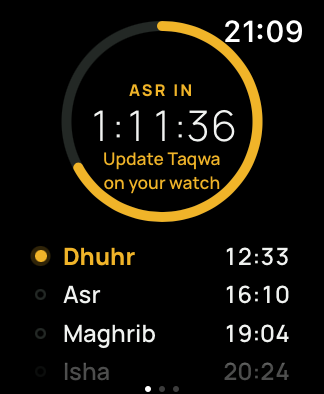 21:09
ASR IN
1:11:36
Update Taqwa
on your watch
Dhuhr 12:33
Asr 16:10
Maghrib 19:04
Isha 20:24